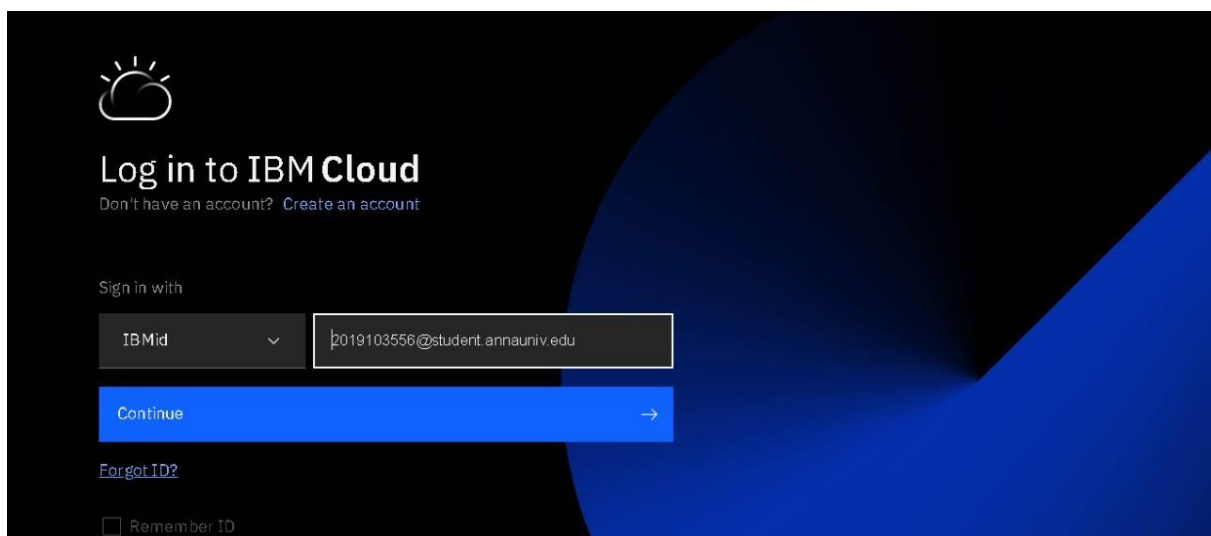 Log in to IBM Cloud
Don't have an account? Create an account
Sign in with
IBMid
2019103556@student.annauniv.edu
Continue
Forgot ID?
Remember ID